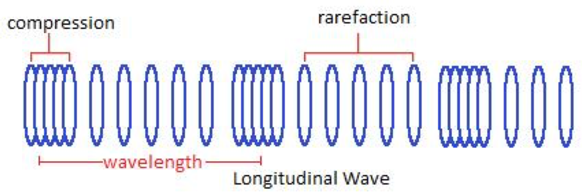 compression
rarefaction
wavelength
Longitudinal Wave